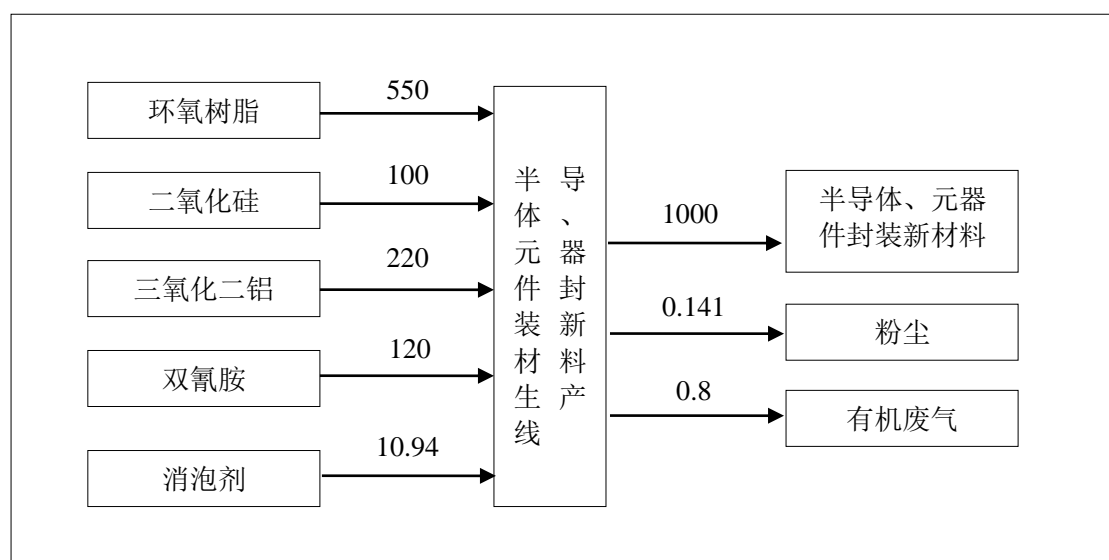 环氧树脂
550
二氧化硅
100
三氧化二铝
220
双氰胺
120
消泡剂
10.94
半导
体、
元器
件封
装新
材料
生产
线
1000
半导体、元器
件封装新材料
0.141
粉尘
0.8
有机废气